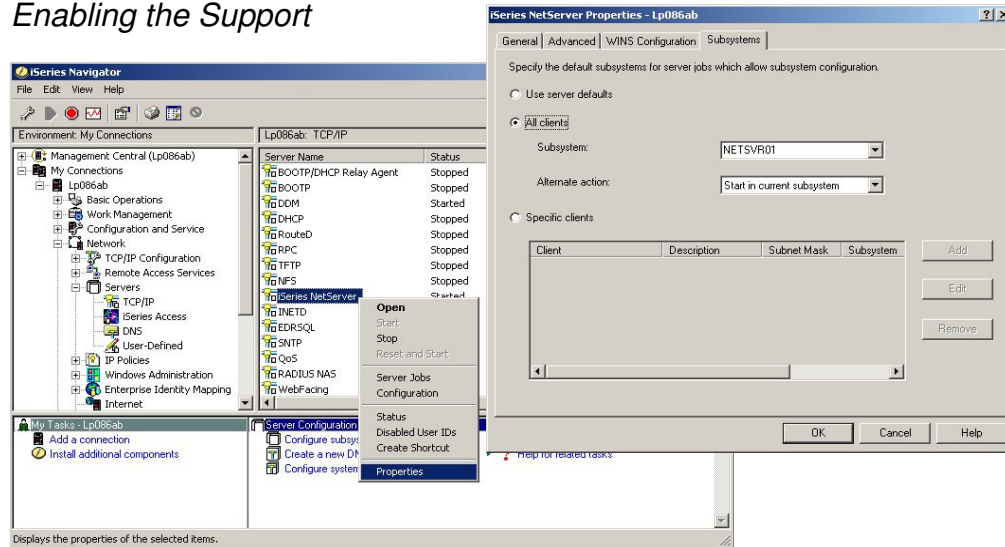 Enabling the Support
iSeries Navigator
File Edit View Help
Environment: My Connections
Lp086ab: TCP/IP
Management Central (Lp086ab)
My Connections
Lp086ab
Basic Operations
Work Management
Configuration and Service
Network
TCP/IP Configuration
Remote Access Services
Servers
TCP/IP
iSeries Access
DNS
User-Defined
IP Policies
Windows Administration
Enterprise Identity Mapping
Internet
Server Name Status
BOOTP/DHCP Relay Agent Stopped
BOOTP Stopped
DDM Started
DHCP Stopped
RouteD Stopped
RPC Stopped
TFTP Stopped
NFS Stopped
iSeries NetServer Started
INETD
EDRSQL
SNTP
QoS
RADIUS NAS
WebFacing
Open
Start
Stop
Reset and Start
Server Jobs
Configuration
Status
Disabled User IDs
Create Shortcut
Properties
My Tasks - Lp086ab
Add a connection
Install additional components
Server Configuration
Configure subsys
Create a new DN
Configure system
Help for related tasks
Displays the properties of the selected items.
iSeries NetServer Properties - Lp086ab
General Advanced WINS Configuration Subsystems
Specify the default subsystems for server jobs which allow subsystem configuration.
Use server defaults
All clients
Subsystem: NETSVR01
Alternate action: Start in current subsystem
Specific clients
Client Description Subnet Mask Subsystem
Add
Edit
Remove
OK Cancel Help